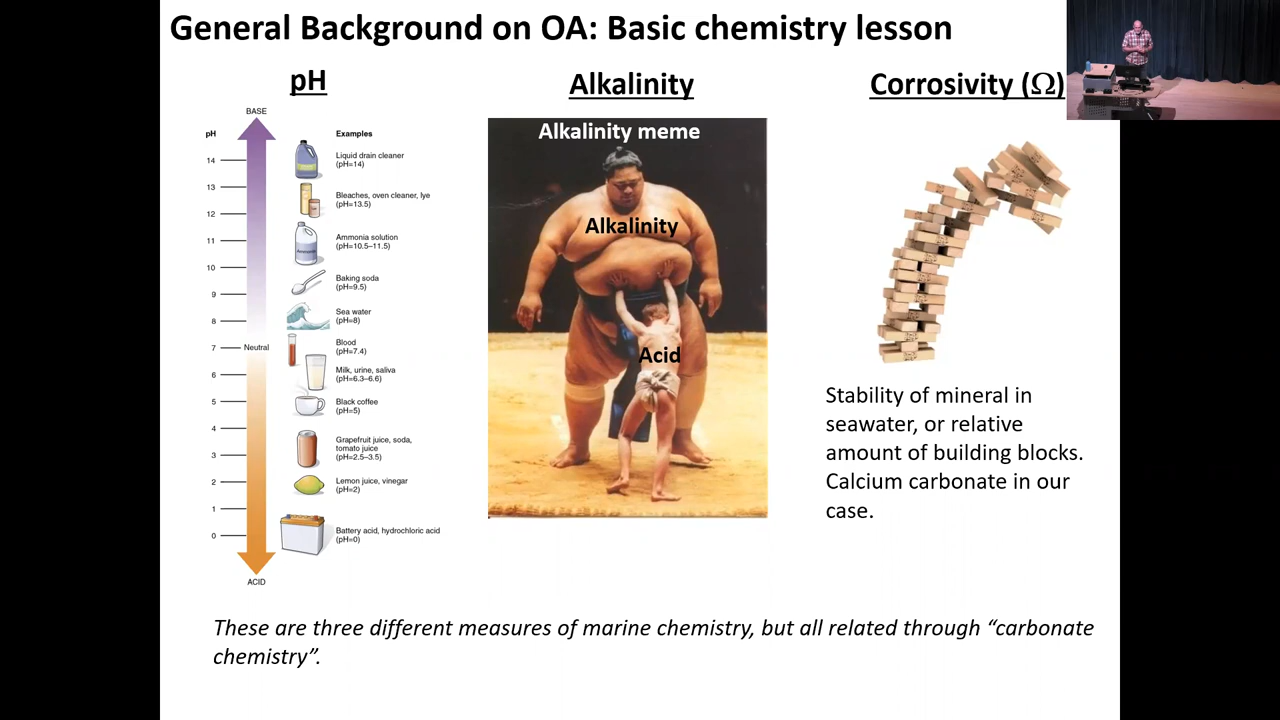 General Background on OA: Basic chemistry lesson
pH
BASE
pH
Examples
14
Liquid drain cleaner
(pH=14)
13
Bleaches, oven cleaner, lye
(pH=13.5)
12
11
Ammonia solution
(pH=10.5–11.5)
Ammonia
10
9
Baking soda
(pH=9.5)
8
Sea water
(pH=8)
7
Neutral
Blood
(pH=7.4)
6
Milk, urine, saliva
(pH=6.3–6.6)
5
Black coffee
(pH=5)
4
3
Grapefruit juice, soda,
tomato juice
(pH=2.5–3.5)
2
Lemon juice, vinegar
(pH=2)
1
0
Battery acid, hydrochloric acid
(pH=0)
ACID
Alkalinity
Alkalinity meme
Alkalinity
Acid
Corrosivity (Ω)
Stability of mineral in
seawater, or relative
amount of building blocks.
Calcium carbonate in our
case.
These are three different measures of marine chemistry, but all related through “carbonate
chemistry”.